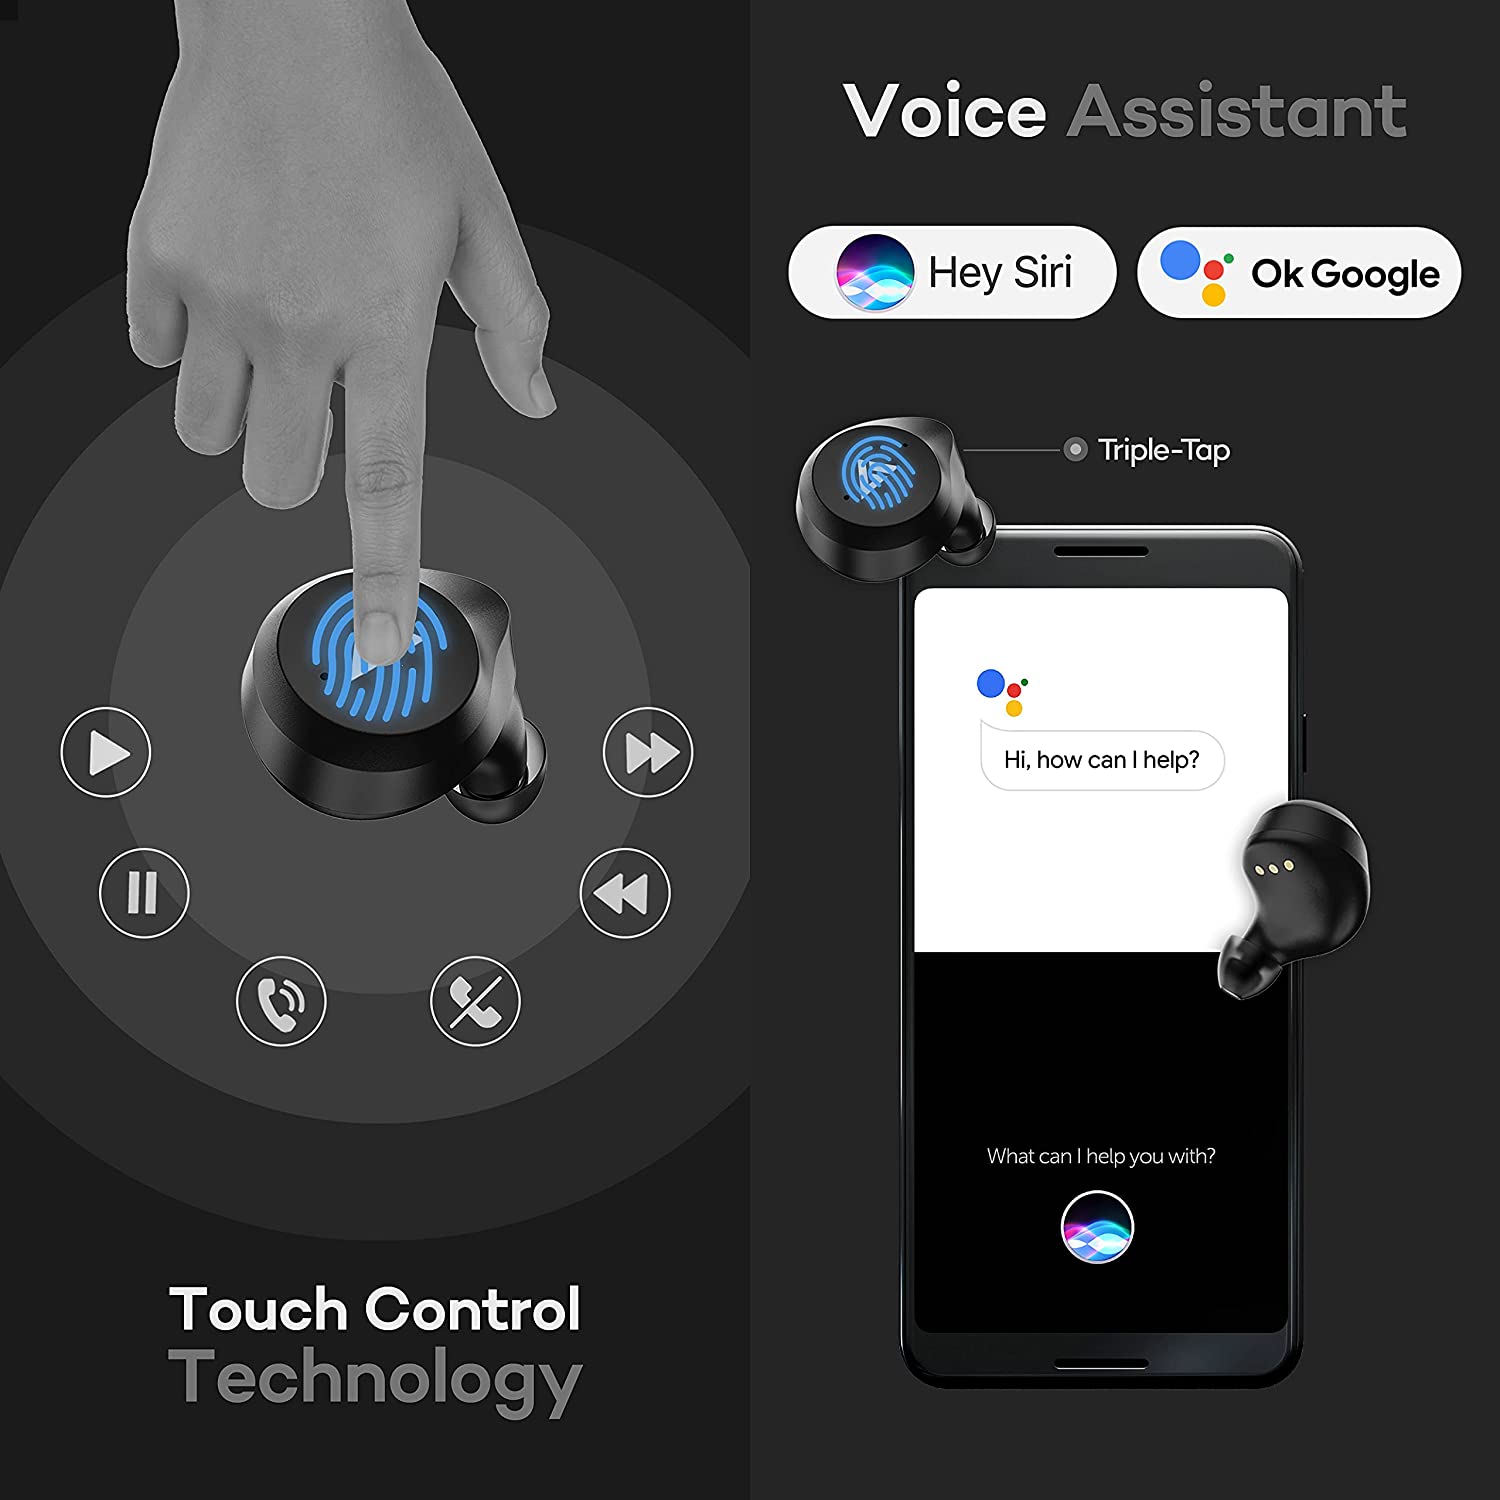 Touch Control
Technology
Voice Assistant
Hey Siri
Ok Google
Triple-Tap
Hi, how can I help?
What can I help you with?